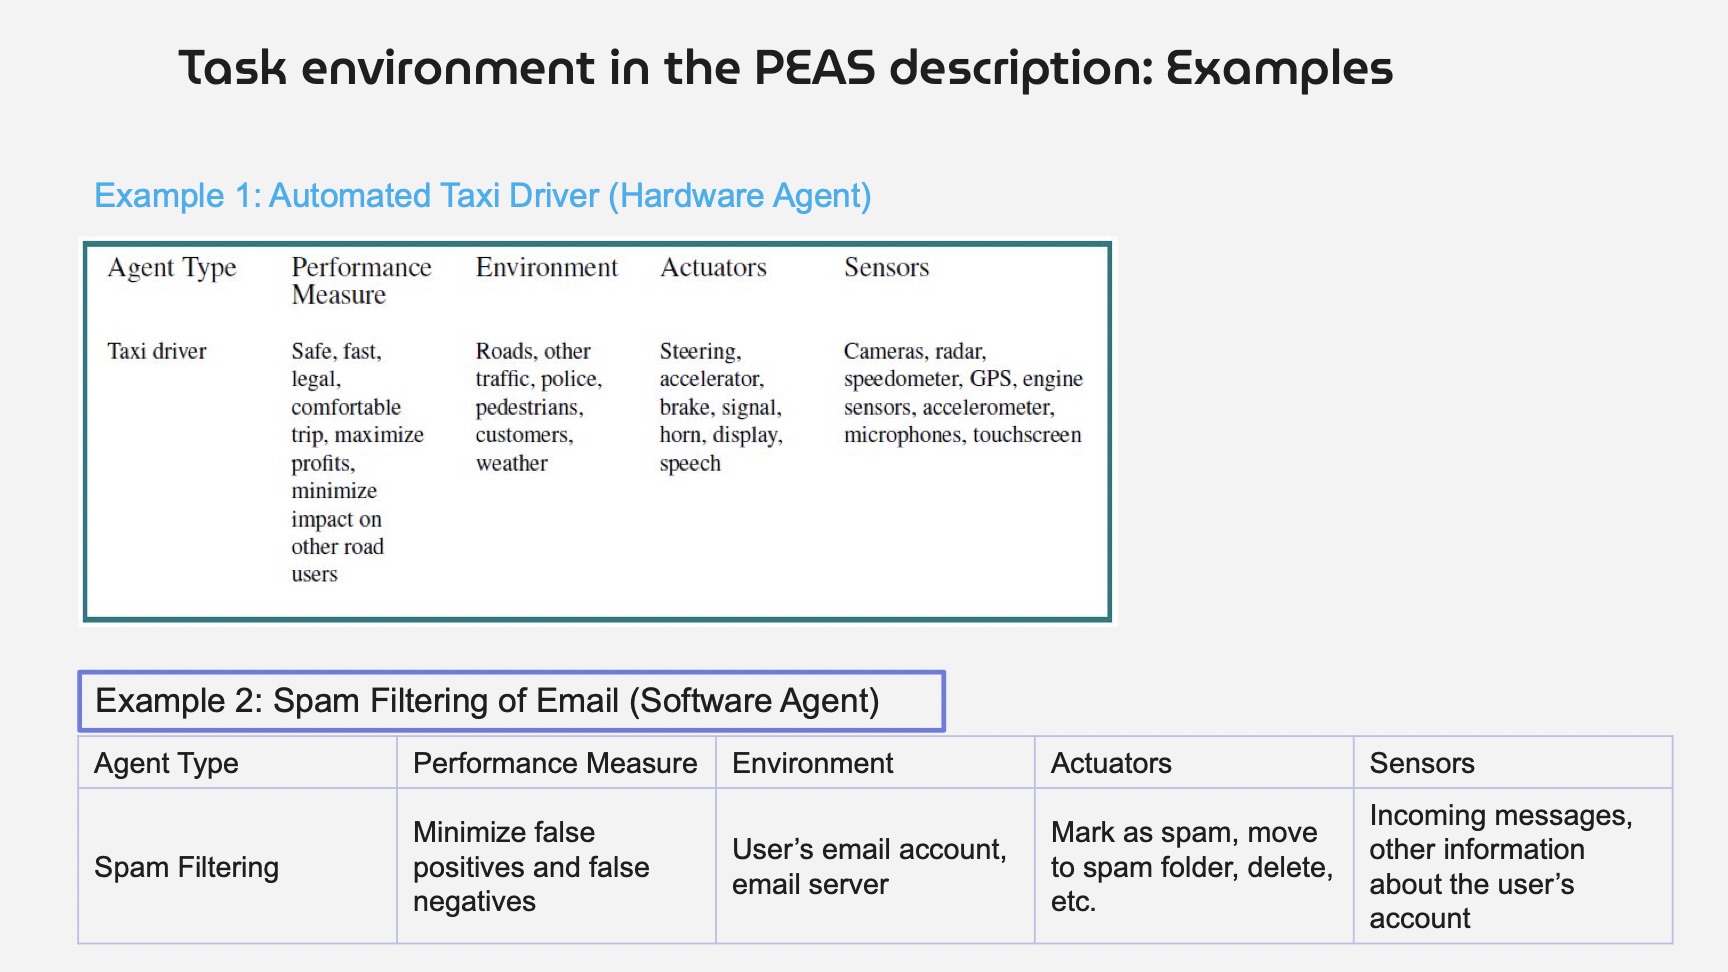 Task environment in the PEAS description: Examples
Example 1: Automated Taxi Driver (Hardware Agent)
Agent Type
Performance
Measure
Environment
Actuators
Sensors
Taxi driver
Safe, fast,
legal,
comfortable
trip, maximize
profits,
minimize
impact on
other road
users
Roads, other
traffic, police,
pedestrians,
customers,
weather
Steering,
accelerator,
brake, signal,
horn, display,
speech
Cameras, radar,
speedometer, GPS, engine
sensors, accelerometer,
microphones, touchscreen
Example 2: Spam Filtering of Email (Software Agent)
Agent Type
Performance Measure
Environment
Actuators
Sensors
Spam Filtering
Minimize false
positives and false
negatives
User’s email account,
email server
Mark as spam, move
to spam folder, delete,
etc.
Incoming messages,
other information
about the user’s
account